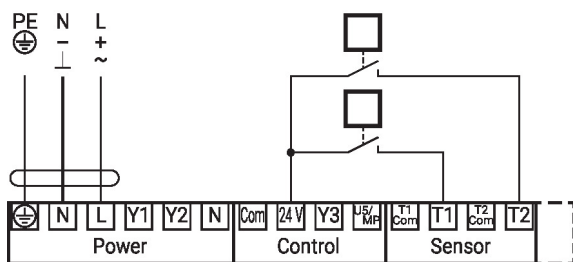 PE N L
− +
⊥ ~
N L Y1 Y2 N Com 24 V Y3 U5/MP T1 Com T1 T2 Com T2
Power Control Sensor